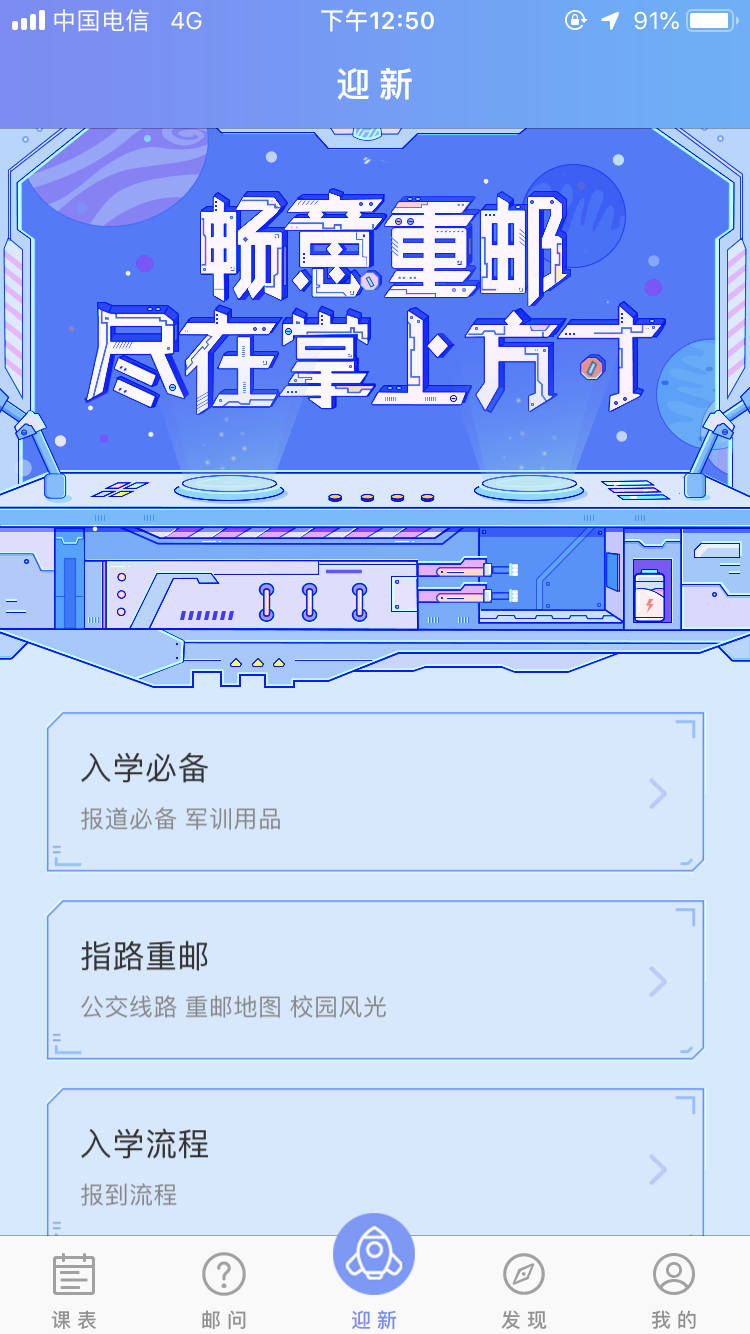 中国电信 4G 下午12:50 91%
迎新
畅意重邮
尽在掌上方寸
入学必备
报道必备 军训用品
指路重邮
公交线路 重邮地图 校园风光
入学流程
报到流程
课表 邮问 迎新 发现 我的